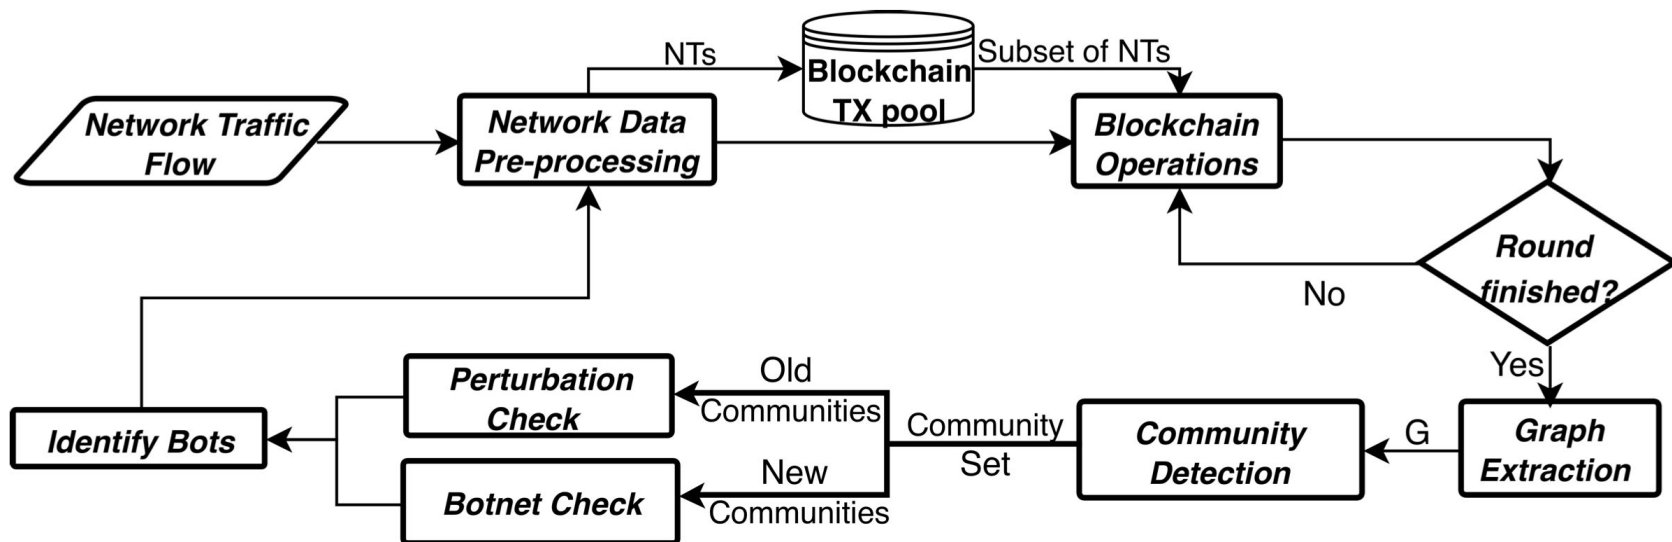 NTs
Blockchain
TX pool
Subset of NTs
Network Traffic
Flow
Network Data
Pre-processing
Blockchain
Operations
Round
finished?
No
Yes
Old
Communities
Perturbation
Check
Identify Bots
New
Communities
Botnet Check
Community
Set
Community
Detection
G
Graph
Extraction